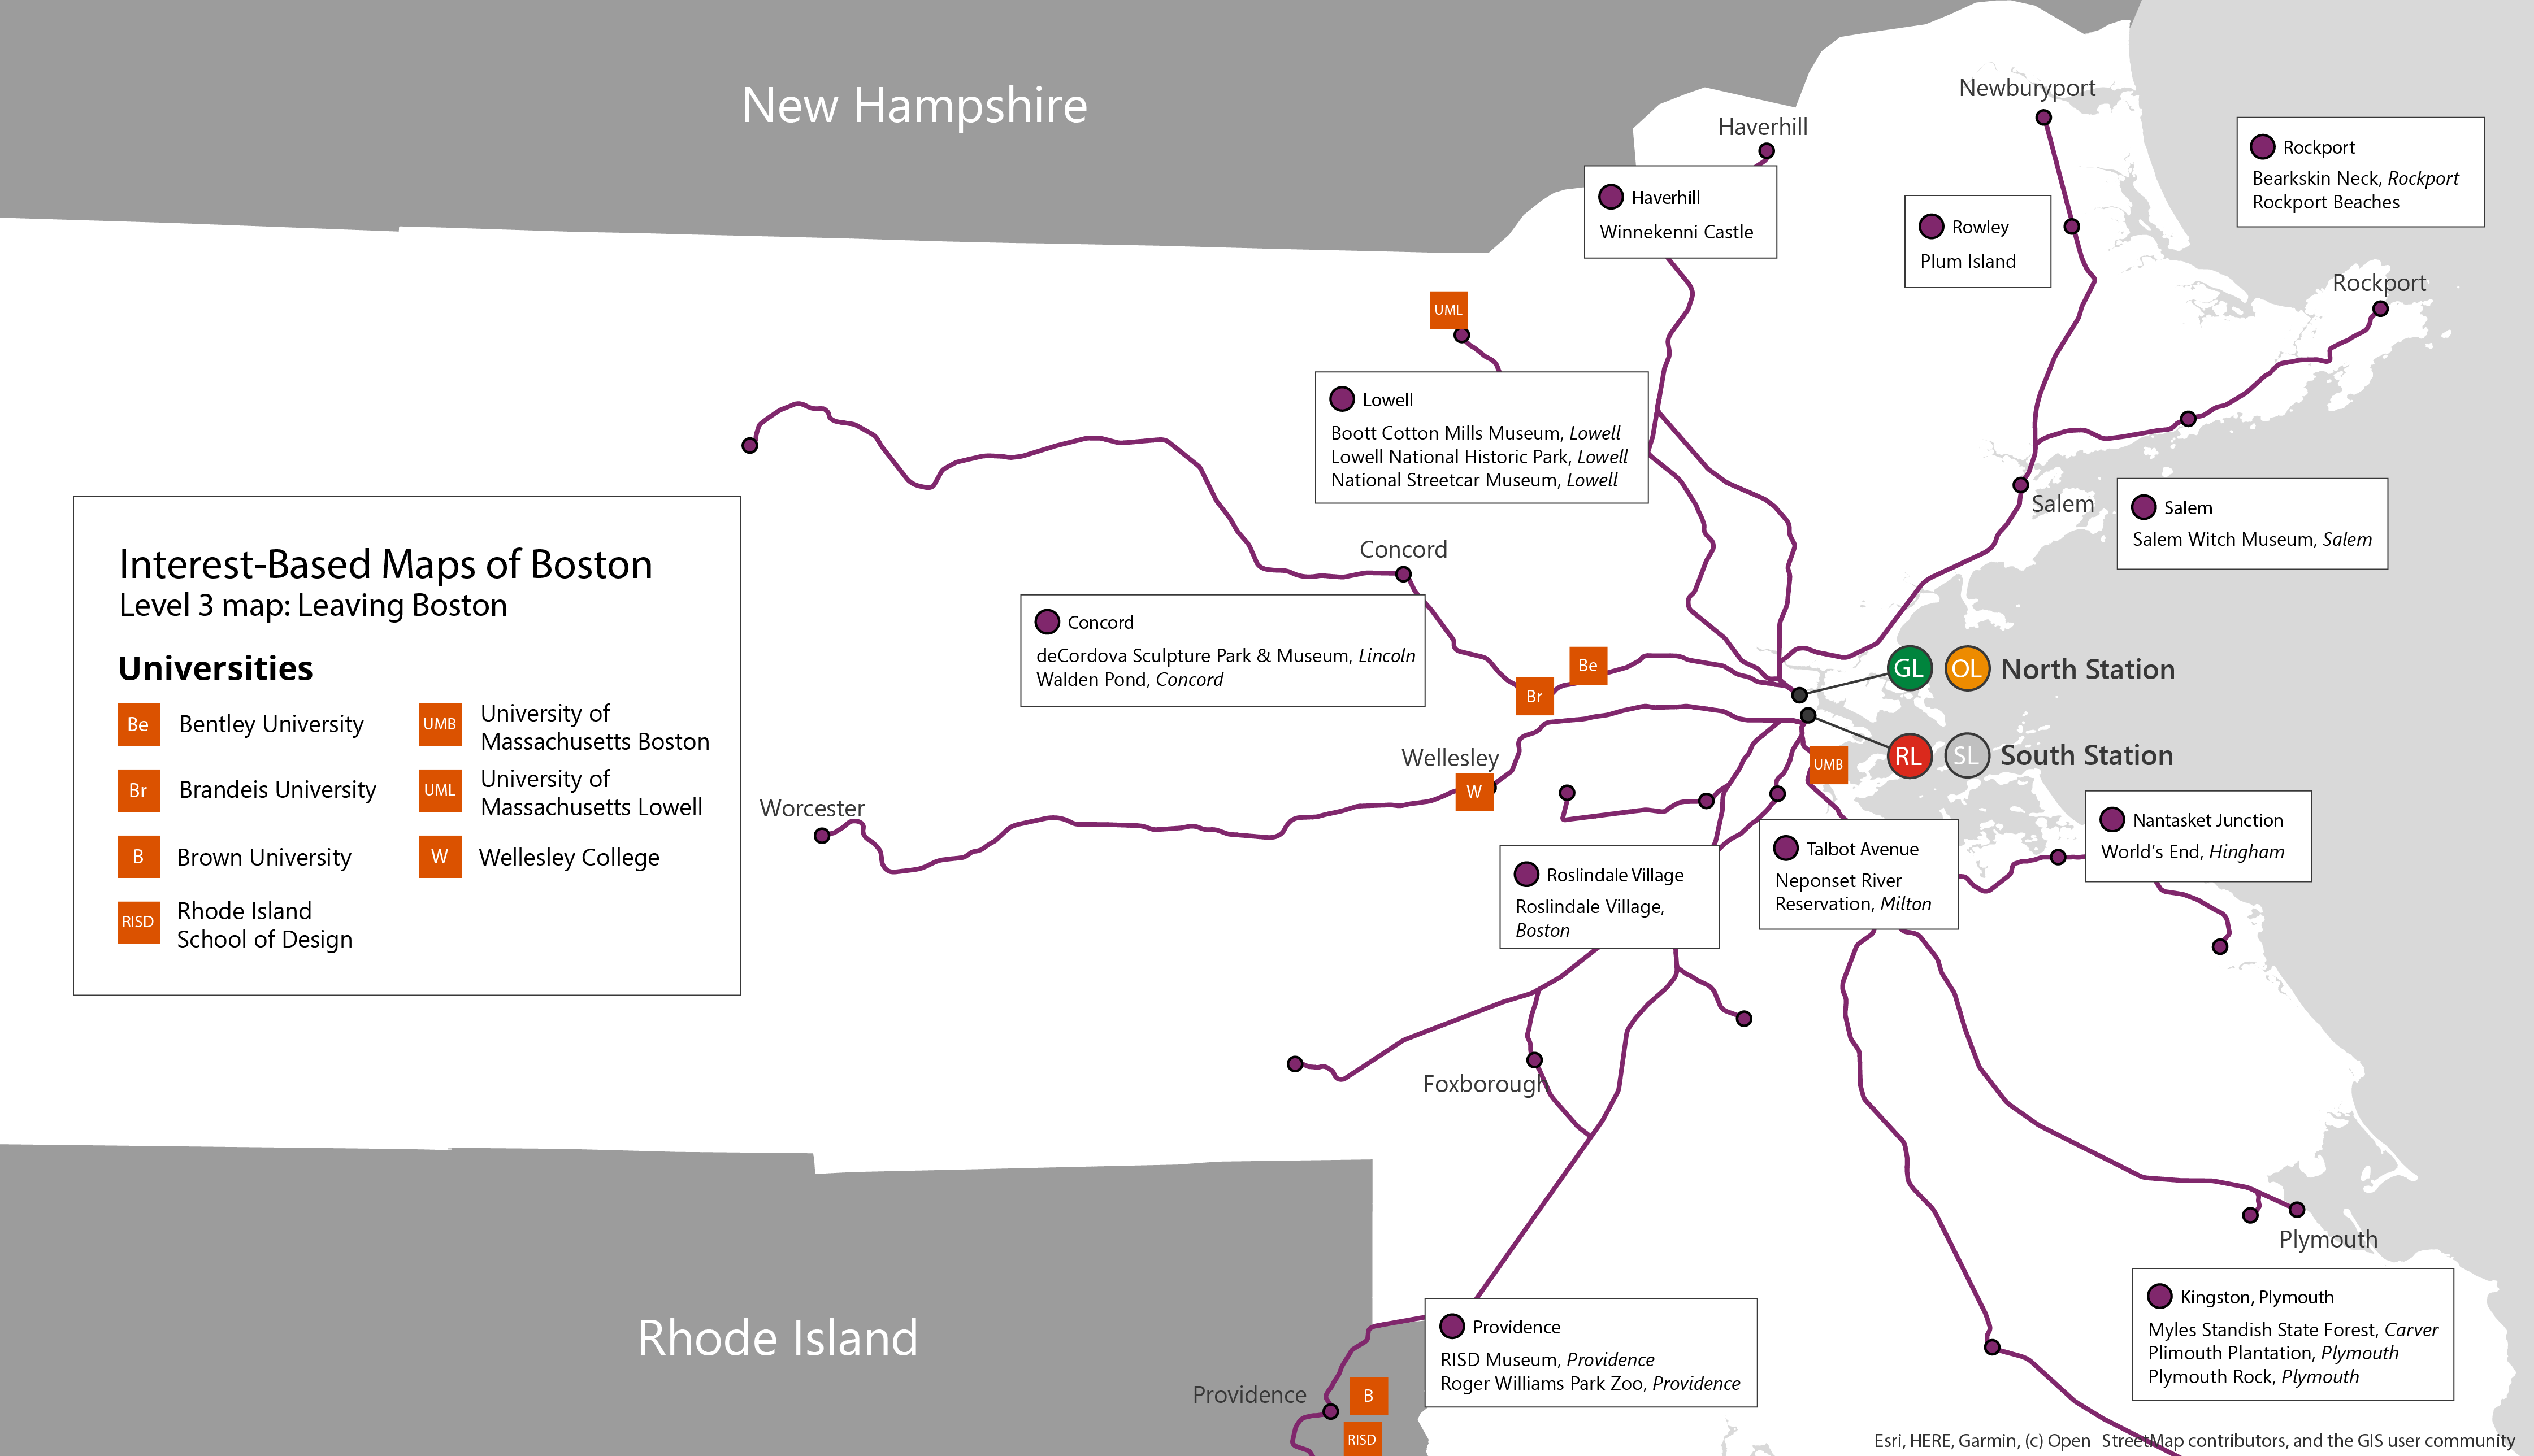 New Hampshire
Newburyport
Haverhill
Rockport
Bearkskin Neck, Rockport
Rockport Beaches
Haverhill
Winnekenni Castle
Rowley
Plum Island
Rockport
UML
Lowell
Boott Cotton Mills Museum, Lowell
Lowell National Historic Park, Lowell
National Streetcar Museum, Lowell
Salem
Salem
Salem Witch Museum, Salem
Interest-Based Maps of Boston
Level 3 map: Leaving Boston
Universities
Be Bentley University
Br Brandeis University
B Brown University
RISD Rhode Island
School of Design
UMB University of
Massachusetts Boston
UML University of
Massachusetts Lowell
W Wellesley College
Concord
Concord
deCordova Sculpture Park & Museum, Lincoln
Walden Pond, Concord
Be
Br
GL OL North Station
RL SL South Station
UMB
Wellesley
W
Worcester
Nantasket Junction
World's End, Hingham
Talbot Avenue
Neponset River
Reservation, Milton
Roslindale Village
Roslindale Village,
Boston
Foxborough
Plymouth
Kingston, Plymouth
Myles Standish State Forest, Carver
Plimouth Plantation, Plymouth
Plymouth Rock, Plymouth
Rhode Island
Providence
RISD Museum, Providence
Roger Williams Park Zoo, Providence
Providence
B
RISD
Esri, HERE, Garmin, (c) Open StreetMap contributors, and the GIS user community